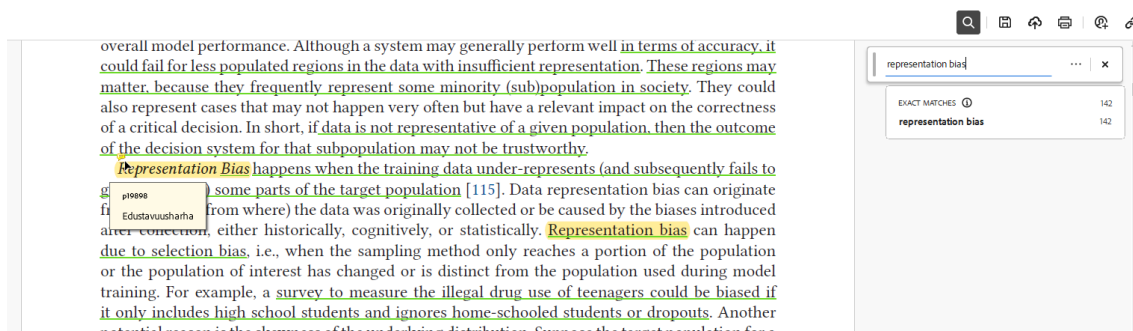 overall model performance. Although a system may generally perform well in terms of accuracy, it
could fail for less populated regions in the data with insufficient representation. These regions may
matter, because they frequently represent some minority (sub)population in society. They could
also represent cases that may not happen very often but have a relevant impact on the correctness
of a critical decision. In short, if data is not representative of a given population, then the outcome
of the decision system for that subpopulation may not be trustworthy.
Representation Bias happens when the training data under-represents (and subsequently fails to
g ) some parts of the target population [115]. Data representation bias can originate
from where) the data was originally collected or be caused by the biases introduced
after collection, either historically, cognitively, or statistically. Representation bias can happen
due to selection bias, i.e., when the sampling method only reaches a portion of the population
or the population of interest has changed or is distinct from the population used during model
training. For example, a survey to measure the illegal drug use of teenagers could be biased if
it only includes high school students and ignores home-schooled students or dropouts. Another
p19898
Edustavuusharha
representation bias
EXACT MATCHES 142
representation bias 142